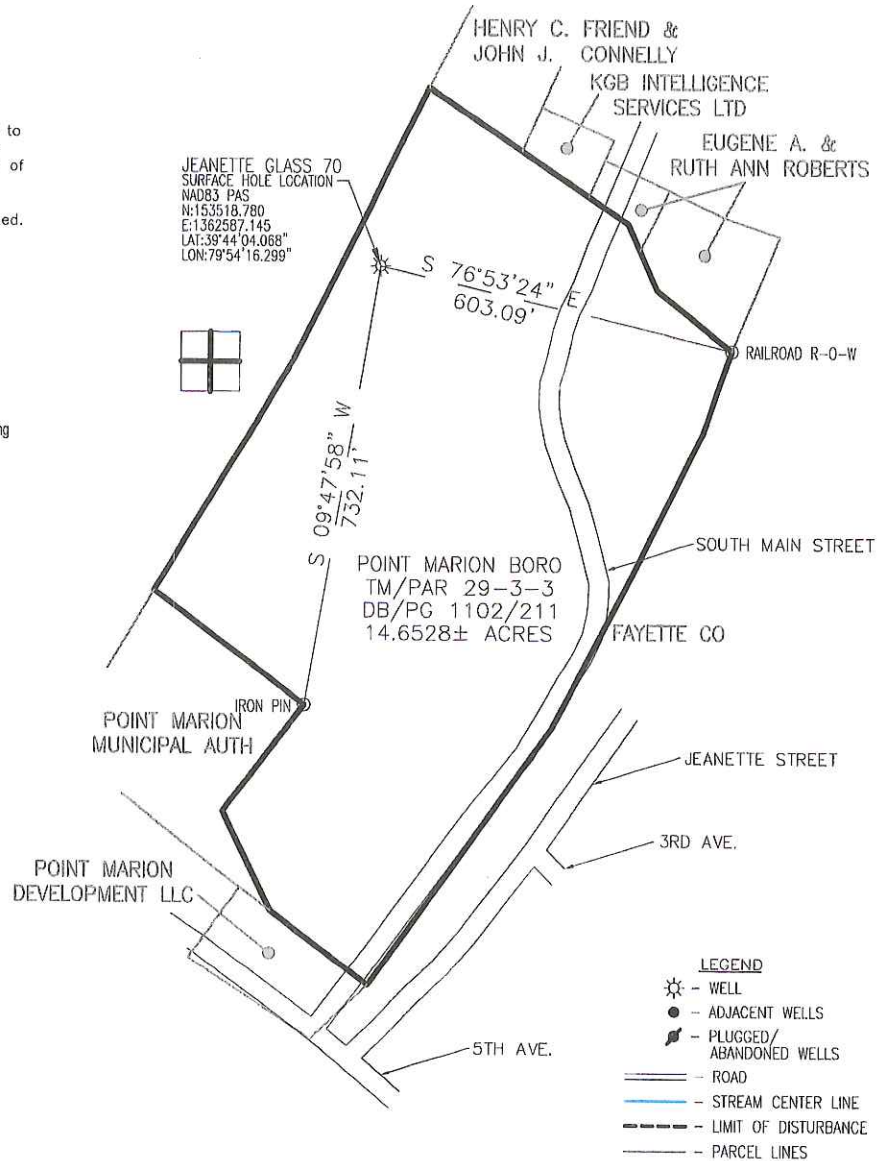 HENRY C. FRIEND &
JOHN J. CONNELLY
KGB INTELLIGENCE
SERVICES LTD
EUGENE A. &
RUTH ANN ROBERTS
to
of
ed.
ng
JEANETTE GLASS 70
SURFACE HOLE LOCATION
NAD83 PAS
N:153518.780
E:1362587.145
LAT:39°44'04.068"
LON:79°54'16.299"
S 76°53'24" E
603.09'
RAILROAD R-O-W
S 09°47'58" W
732.11'
SOUTH MAIN STREET
POINT MARION BORO
TM/PAR 29-3-3
DB/PG 1102/211
14.6528± ACRES
FAYETTE CO
IRON PIN
POINT MARION
MUNICIPAL AUTH
JEANETTE STREET
3RD AVE.
POINT MARION
DEVELOPMENT LLC
5TH AVE.
LEGEND
- WELL
- ADJACENT WELLS
- PLUGGED/
ABANDONED WELLS
- ROAD
- STREAM CENTER LINE
- LIMIT OF DISTURBANCE
- PARCEL LINES